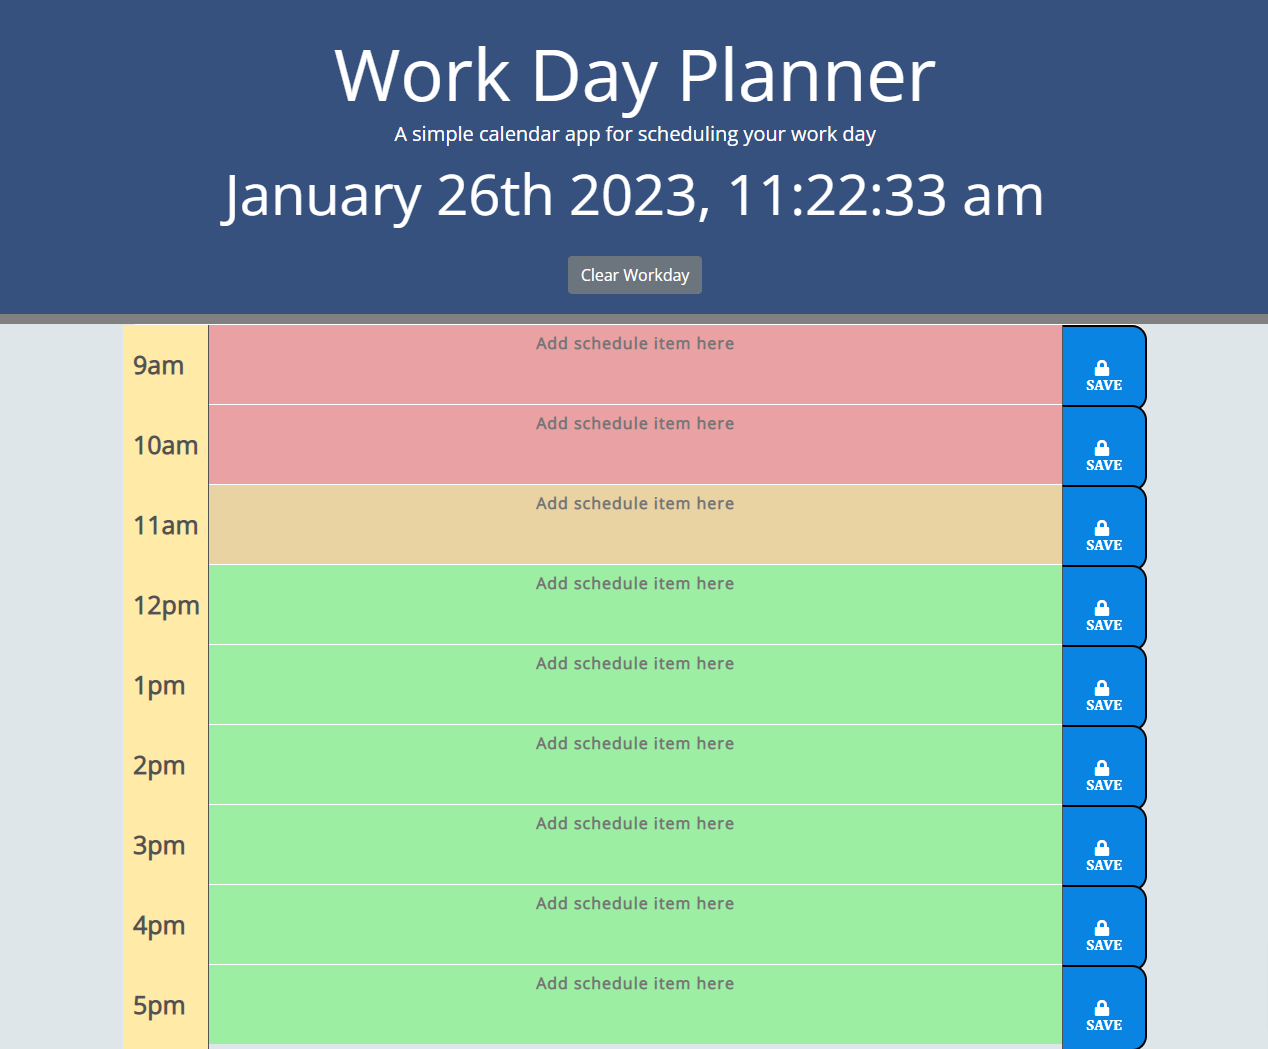 Work Day Planner
A simple calendar app for scheduling your work day
January 26th 2023, 11:22:33 am
Clear Workday
9am Add schedule item here SAVE
10am Add schedule item here SAVE
11am Add schedule item here SAVE
12pm Add schedule item here SAVE
1pm Add schedule item here SAVE
2pm Add schedule item here SAVE
3pm Add schedule item here SAVE
4pm Add schedule item here SAVE
5pm Add schedule item here SAVE